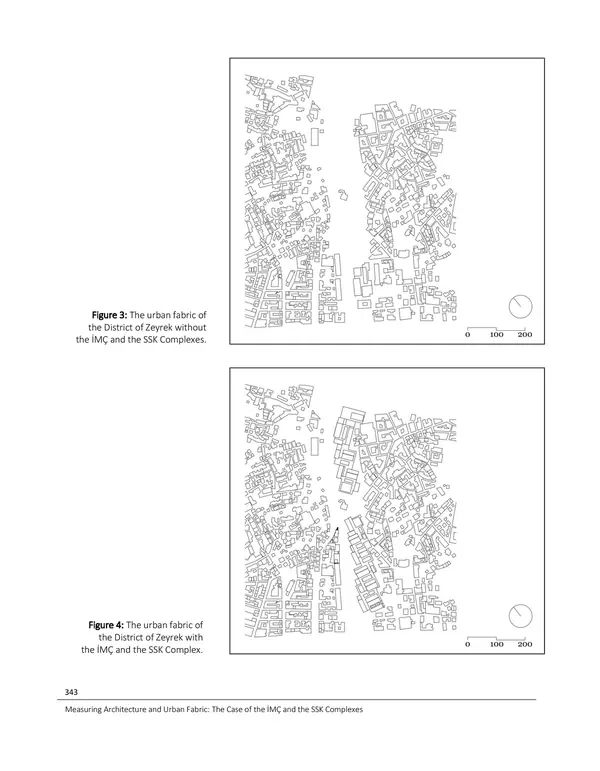 Figure 3: The urban fabric of
the District of Zeyrek without
the İMÇ and the SSK Complexes.
0 100 200
Figure 4: The urban fabric of
the District of Zeyrek with
the İMÇ and the SSK Complex.
0 100 200
343
Measuring Architecture and Urban Fabric: The Case of the İMÇ and the SSK Complexes